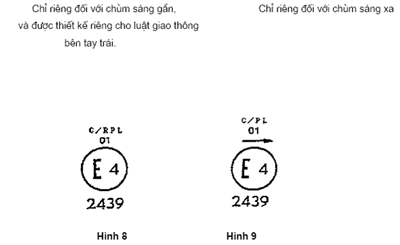 Chỉ riêng đối với chùm sáng gần,
và được thiết kế riêng cho luật giao thông
bên tay trái.
Chỉ riêng đối với chùm sáng xa
C/RPL
01
E 4
2439
Hình 8
C/PL
01
E 4
2439
Hình 9